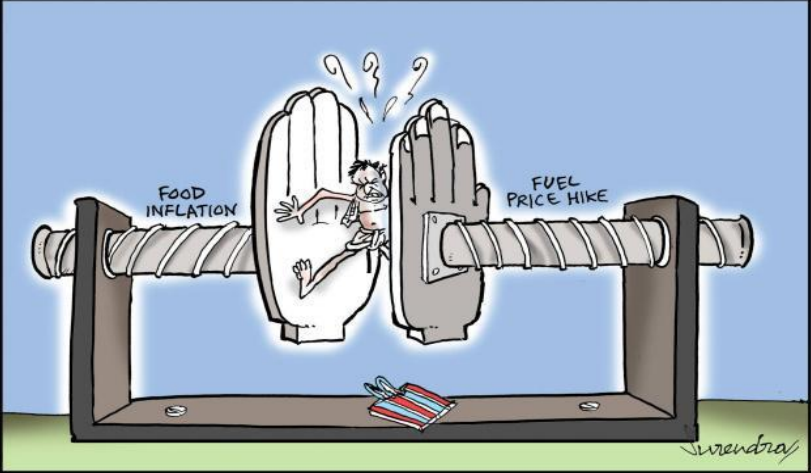 FOOD
INFLATION
FUEL
PRICE HIKE
Surendra